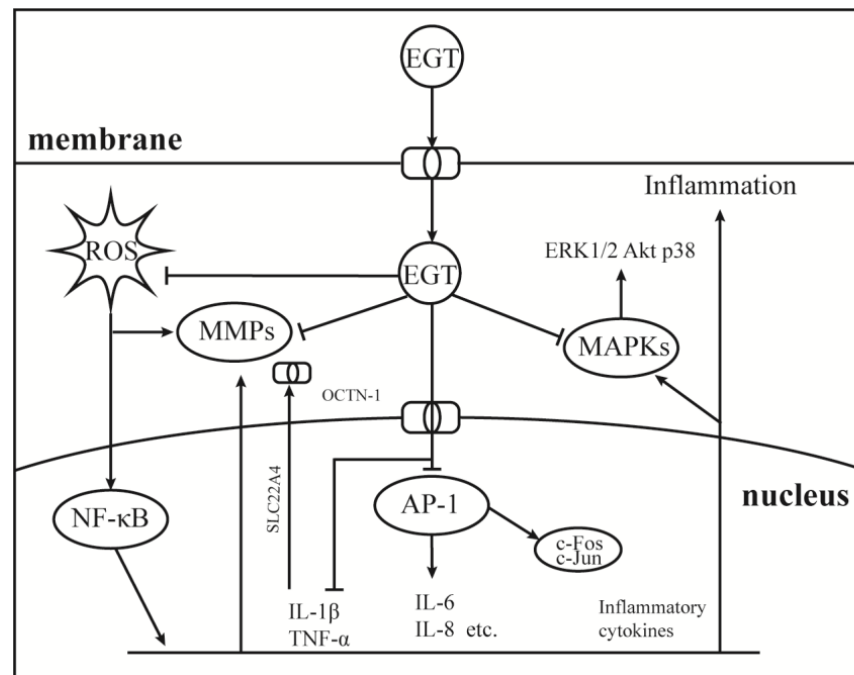 EGT
membrane
Inflammation
ROS
EGT
ERK1/2 Akt p38
MMPs
MAPKs
OCTN-1
SLC22A4
nucleus
NF-κB
AP-1
c-Fos
c-Jun
IL-1β
TNF-α
IL-6
IL-8 etc.
Inflammatory
cytokines